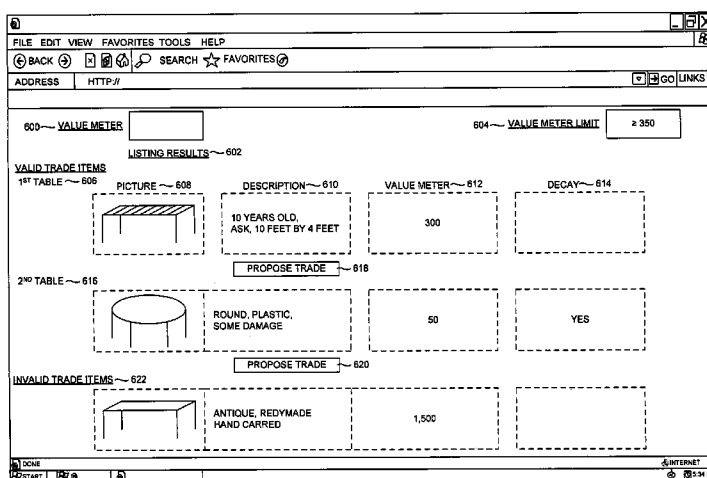 FILE EDIT VIEW FAVORITES TOOLS HELP
BACK SEARCH FAVORITES
ADDRESS HTTP:// GO LINKS
600 VALUE METER 604 VALUE METER LIMIT ≥ 350
LISTING RESULTS 602
VALID TRADE ITEMS
1ST TABLE 606 PICTURE 608 DESCRIPTION 610 VALUE METER 612 DECAY 614
10 YEARS OLD,
ASK, 10 FEET BY 4 FEET 300
PROPOSE TRADE 618
2ND TABLE 616
ROUND, PLASTIC,
SOME DAMAGE 50 YES
PROPOSE TRADE 620
INVALID TRADE ITEMS 622
ANTIQUE, REDYMADE
HAND CARRED 1,500
DONE INTERNET
START 5:34